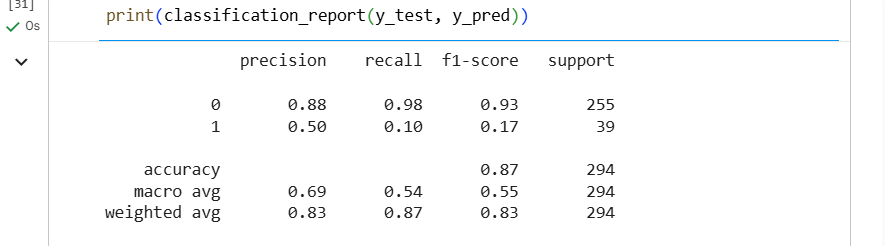 [31]
print(classification_report(y_test, y_pred))
0s
precision recall f1-score support
0 0.88 0.98 0.93 255
1 0.50 0.10 0.17 39
accuracy 0.87 294
macro avg 0.69 0.54 0.55 294
weighted avg 0.83 0.87 0.83 294